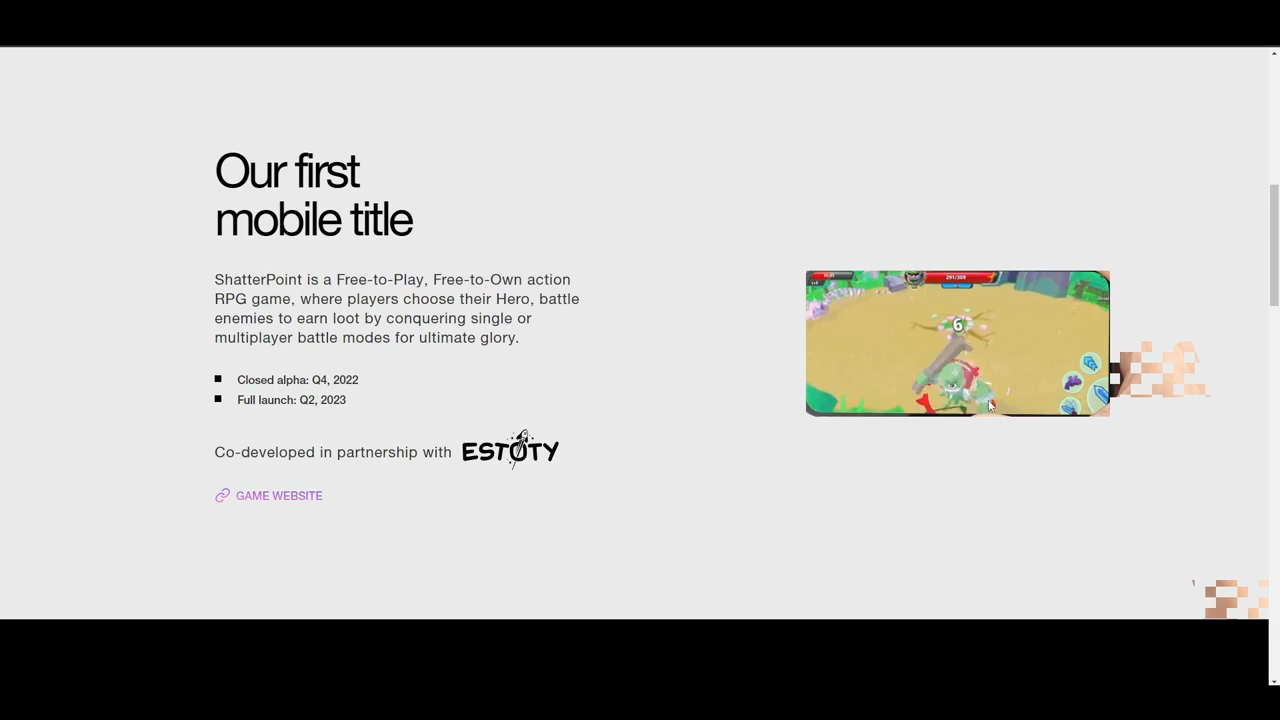 Our first
mobile title
ShatterPoint is a Free-to-Play, Free-to-Own action
RPG game, where players choose their Hero, battle
enemies to earn loot by conquering single or
multiplayer battle modes for ultimate glory.
Closed alpha: Q4, 2022
Full launch: Q2, 2023
Co-developed in partnership with ESTOTY
GAME WEBSITE
6